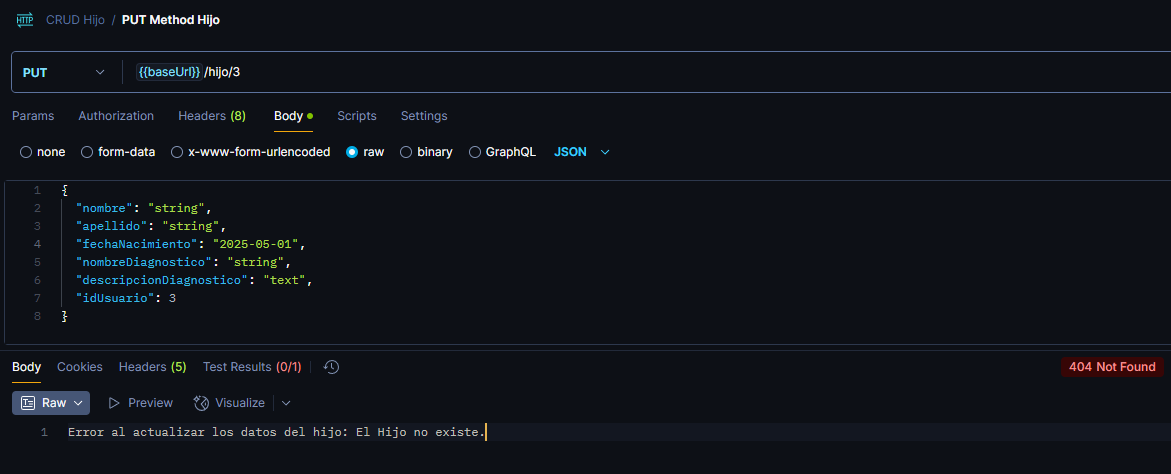 HTTP CRUD Hijo / PUT Method Hijo
PUT {{baseUrl}}/hijo/3
Params Authorization Headers (8) Body Scripts Settings
none form-data x-www-form-urlencoded raw binary GraphQL JSON
1 {
2 "nombre": "string",
3 "apellido": "string",
4 "fechaNacimiento": "2025-05-01",
5 "nombreDiagnostico": "string",
6 "descripcionDiagnostico": "text",
7 "idUsuario": 3
8 }
Body Cookies Headers (5) Test Results (0/1) 404 Not Found
Raw Preview Visualize
1 Error al actualizar los datos del hijo: El Hijo no existe.